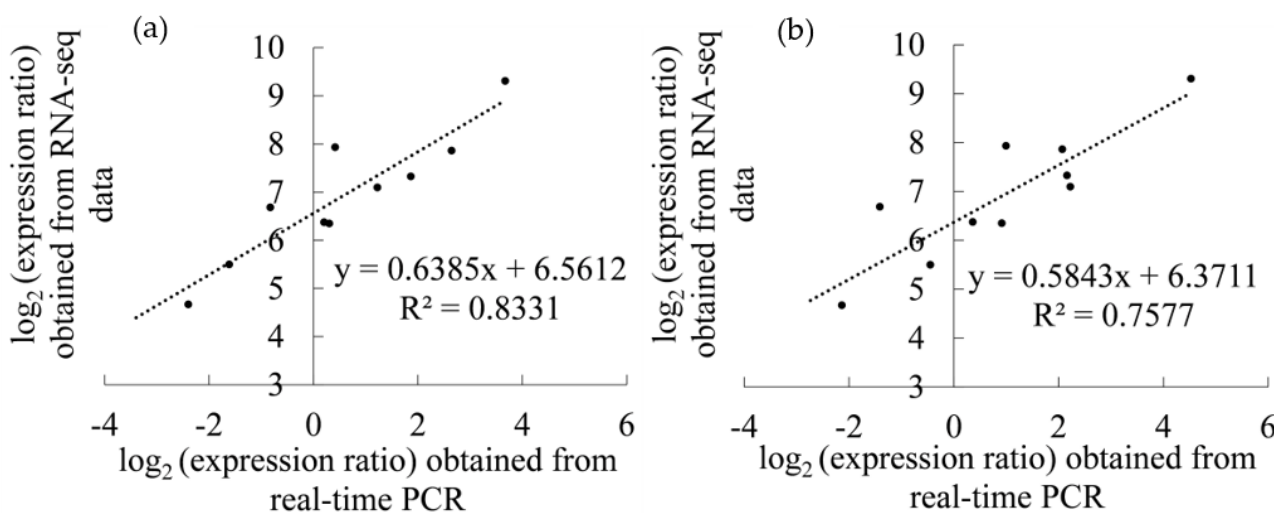 (a)
log₂ (expression ratio)
obtained from RNA-seq
data
10
9
8
7
6
5
4
3
y = 0.6385x + 6.5612
R² = 0.8331
-4 -2 0 2 4 6
log₂ (expression ratio) obtained from
real-time PCR
(b)
log₂ (expression ratio)
obtained from RNA-seq
data
10
9
8
7
6
5
4
3
y = 0.5843x + 6.3711
R² = 0.7577
-4 -2 0 2 4 6
log₂ (expression ratio) obtained from
real-time PCR